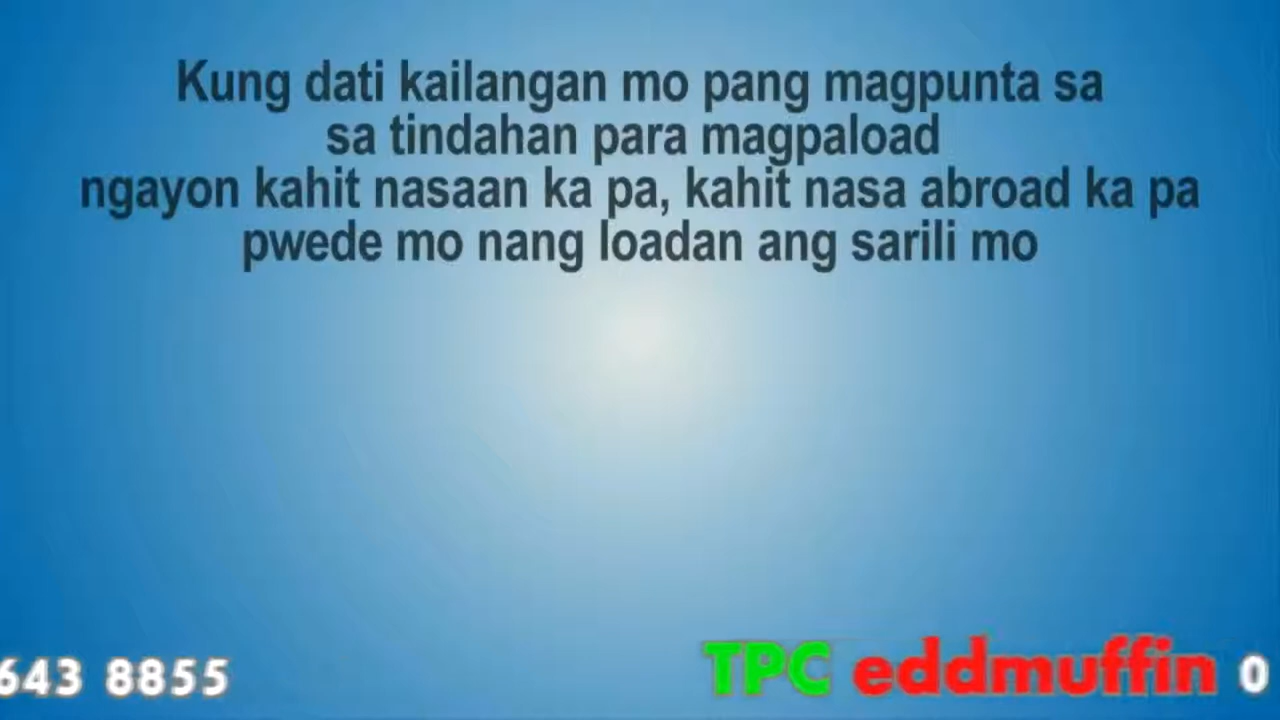 Kung dati kailangan mo pang magpunta sa
sa tindahan para magpaload
ngayon kahit nasaan ka pa, kahit nasa abroad ka pa
pwede mo nang loadan ang sarili mo
643 8855 TPC eddmuffin 0